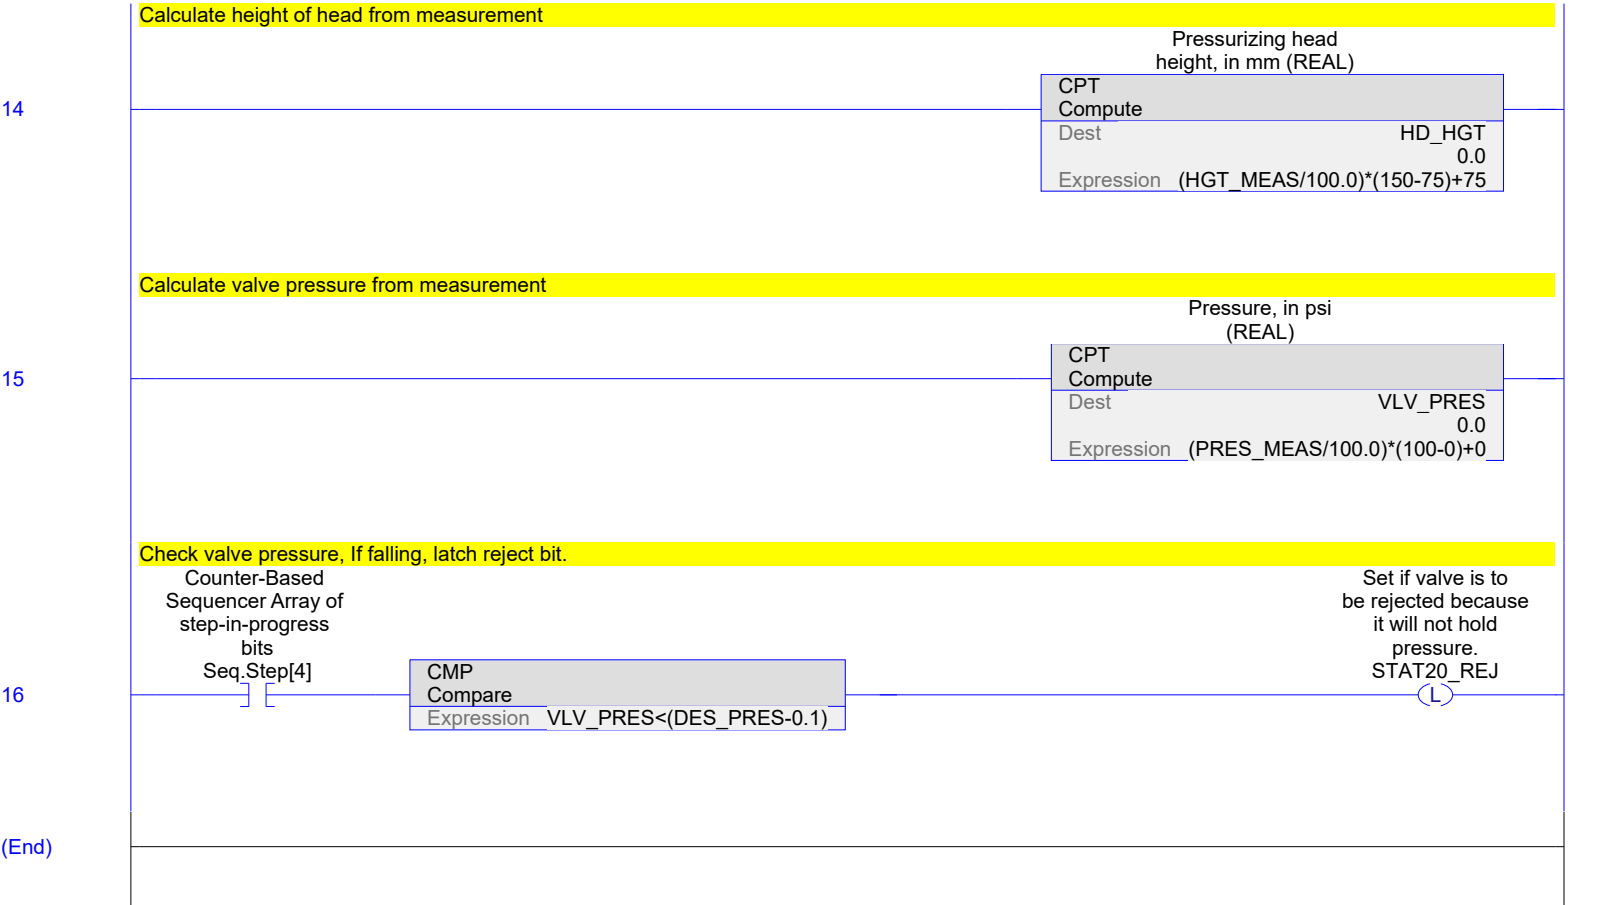 Calculate height of head from measurement
Pressurizing head
height, in mm (REAL)
14
CPT
Compute
Dest HD_HGT
0.0
Expression (HGT_MEAS/100.0)*(150-75)+75
Calculate valve pressure from measurement
Pressure, in psi
(REAL)
15
CPT
Compute
Dest VLV_PRES
0.0
Expression (PRES_MEAS/100.0)*(100-0)+0
Check valve pressure, If falling, latch reject bit.
Counter-Based
Sequencer Array of
step-in-progress
bits
Seq.Step[4]
Set if valve is to
be rejected because
it will not hold
pressure.
STAT20_REJ
16
CMP
Compare
Expression VLV_PRES<(DES_PRES-0.1)
L
(End)